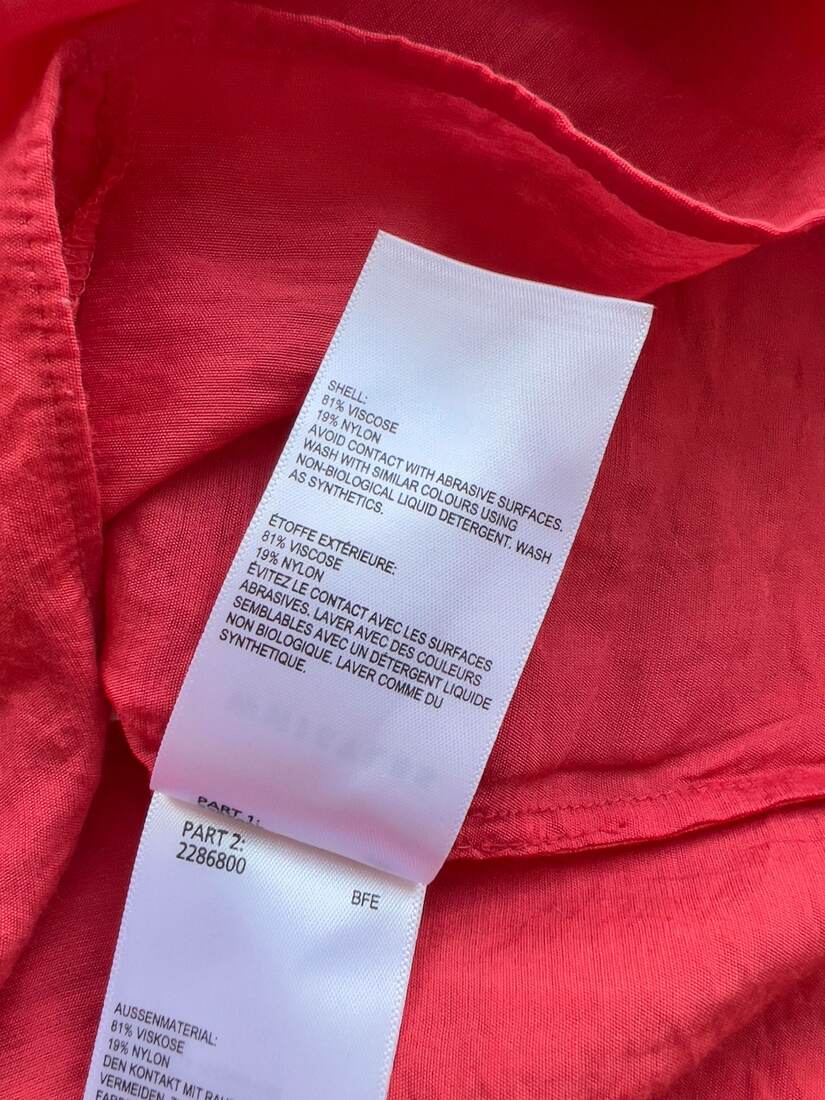 SHELL:
81% VISCOSE
19% NYLON
AVOID CONTACT WITH ABRASIVE SURFACES.
WASH WITH SIMILAR COLOURS USING
NON-BIOLOGICAL LIQUID DETERGENT. WASH
AS SYNTHETICS.
ÉTOFFE EXTÉRIEURE:
81% VISCOSE
19% NYLON
ÉVITEZ LE CONTACT AVEC LES SURFACES
ABRASIVES. LAVER AVEC DES COULEURS
SEMBLABLES AVEC UN DÉTERGENT LIQUIDE
NON BIOLOGIQUE. LAVER COMME DU
SYNTHETIQUE.
PART 1:
PART 2:
2286800
BFE
AUSSENMATERIAL:
81% VISKOSE
19% NYLON
DEN KONTAKT MIT
VERMEIDEN.